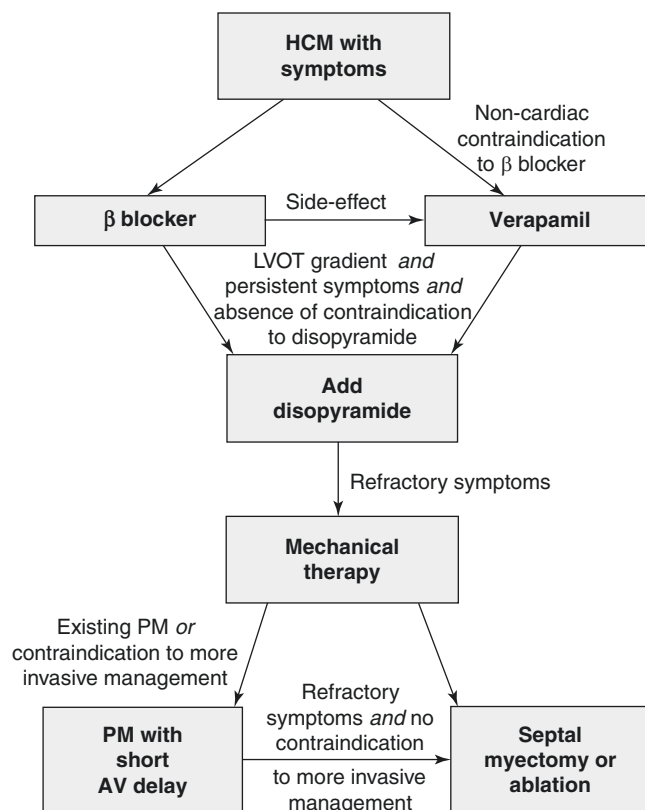 HCM with
symptoms
Non-cardiac
contraindication
to β blocker
β blocker
Side-effect
Verapamil
LVOT gradient and
persistent symptoms and
absence of contraindication
to disopyramide
Add
disopyramide
Refractory symptoms
Mechanical
therapy
Existing PM or
contraindication to more
invasive management
PM with
short
AV delay
Refractory
symptoms and no
contraindication
to more invasive
management
Septal
myectomy or
ablation